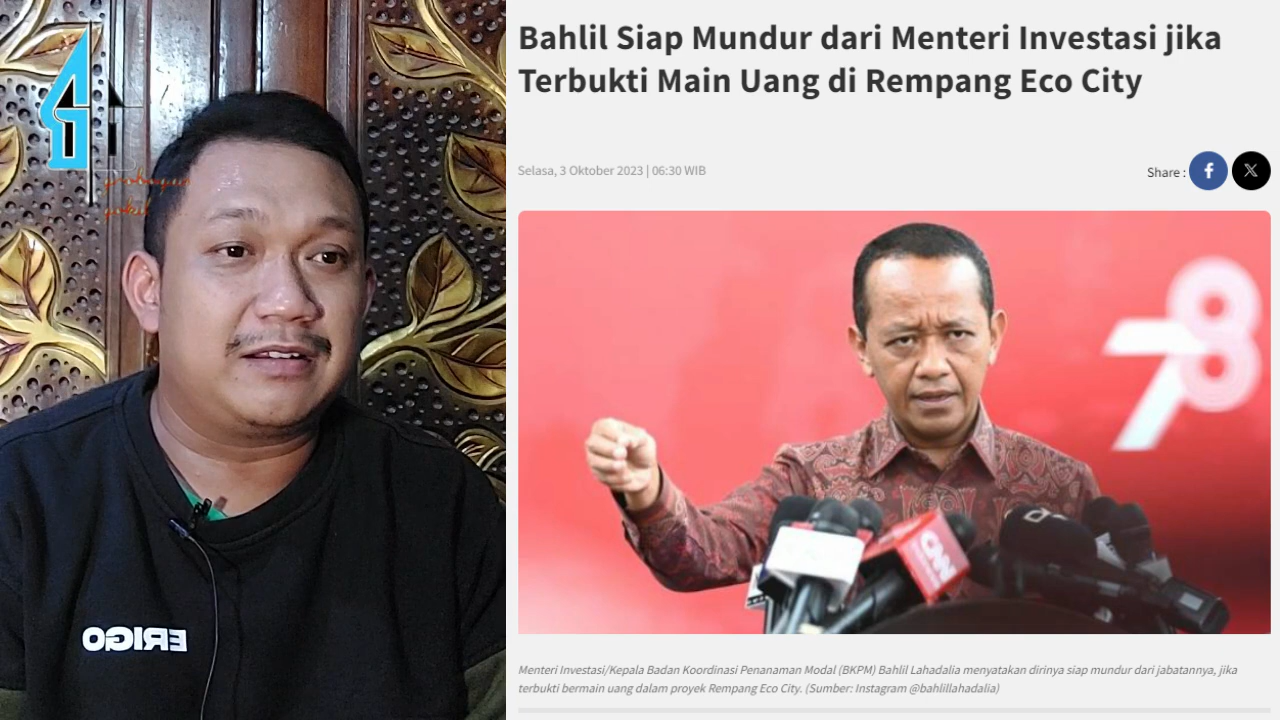 Bahlil Siap Mundur dari Menteri Investasi jika
Terbukti Main Uang di Rempang Eco City
Selasa, 3 Oktober 2023 | 06:30 WIB
Share :
78
CNN
Menteri Investasi/Kepala Badan Koordinasi Penanaman Modal (BKPM) Bahlil Lahadalia menyatakan dirinya siap mundur dari jabatannya, jika
terbukti bermain uang dalam proyek Rempang Eco City. (Sumber: Instagram @bahlillahadalia)
ERIGO